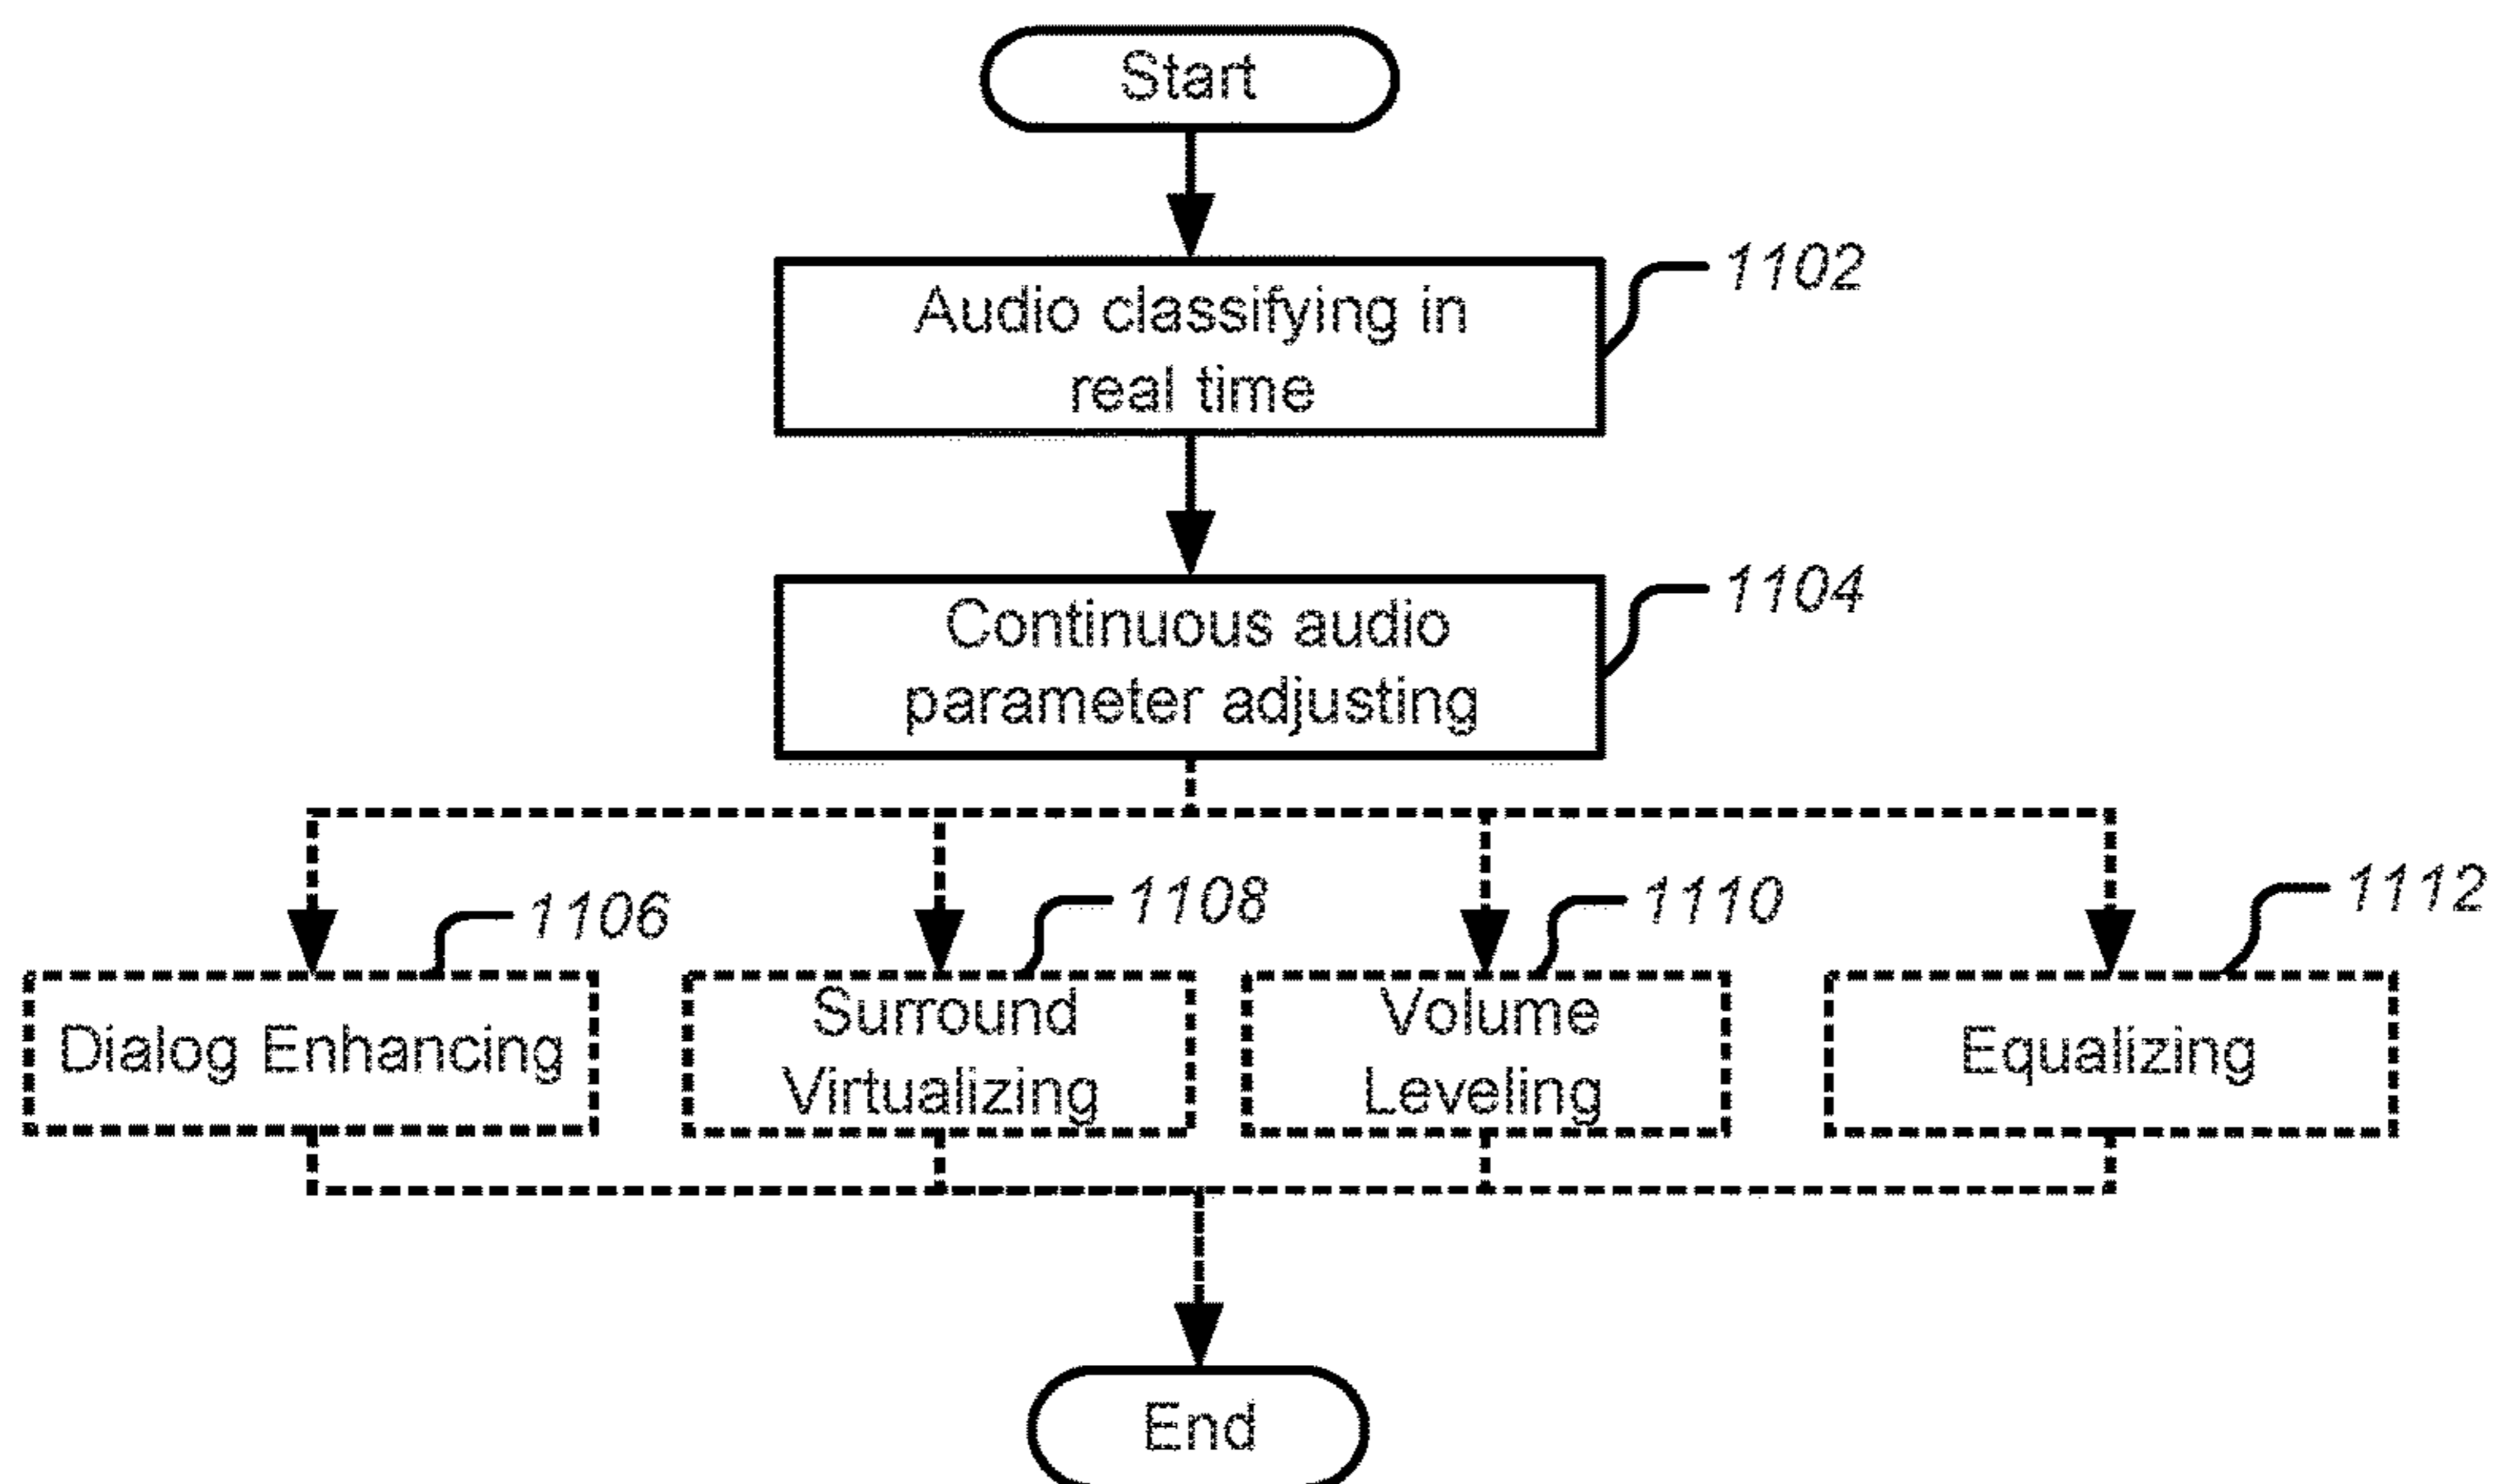 Start
Audio classifying in
real time
1102
Continuous audio
parameter adjusting
1104
1106
1108
1110
1112
Dialog Enhancing
Surround
Virtualizing
Volume
Leveling
Equalizing
End